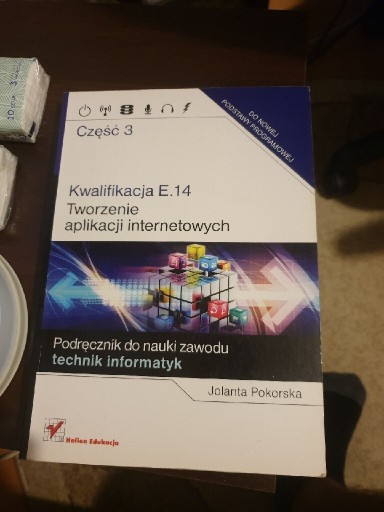 DO NOWEJ
PODSTAWY PROGRAMOWEJ
Część 3
Kwalifikacja E.14
Tworzenie
aplikacji internetowych
Podręcznik do nauki zawodu
technik informatyk
Jolanta Pokorska
Helion Edukacja